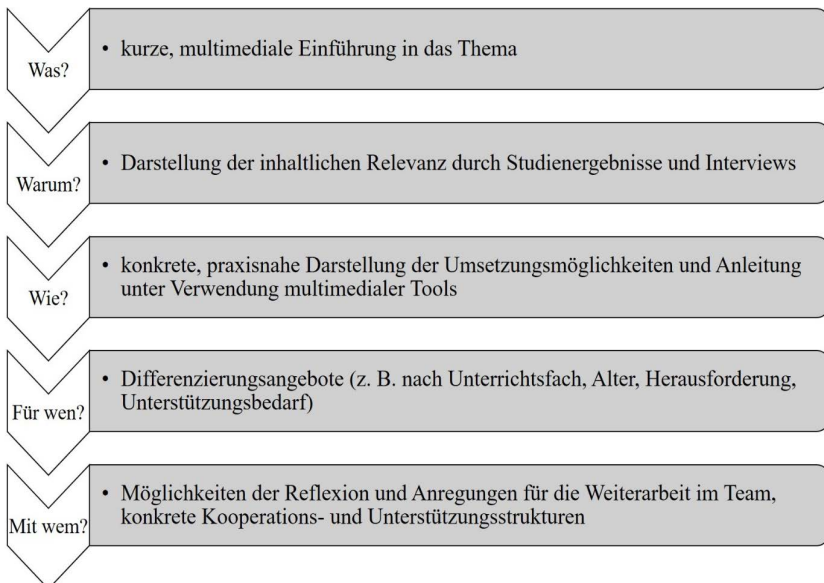 Was?
• kurze, multimediale Einführung in das Thema
Warum?
• Darstellung der inhaltlichen Relevanz durch Studienergebnisse und Interviews
Wie?
• konkrete, praxisnahe Darstellung der Umsetzungsmöglichkeiten und Anleitung
unter Verwendung multimedialer Tools
Für wen?
• Differenzierungsangebote (z. B. nach Unterrichtsfach, Alter, Herausforderung,
Unterstützungsbedarf)
Mit wem?
• Möglichkeiten der Reflexion und Anregungen für die Weiterarbeit im Team,
konkrete Kooperations- und Unterstützungsstrukturen